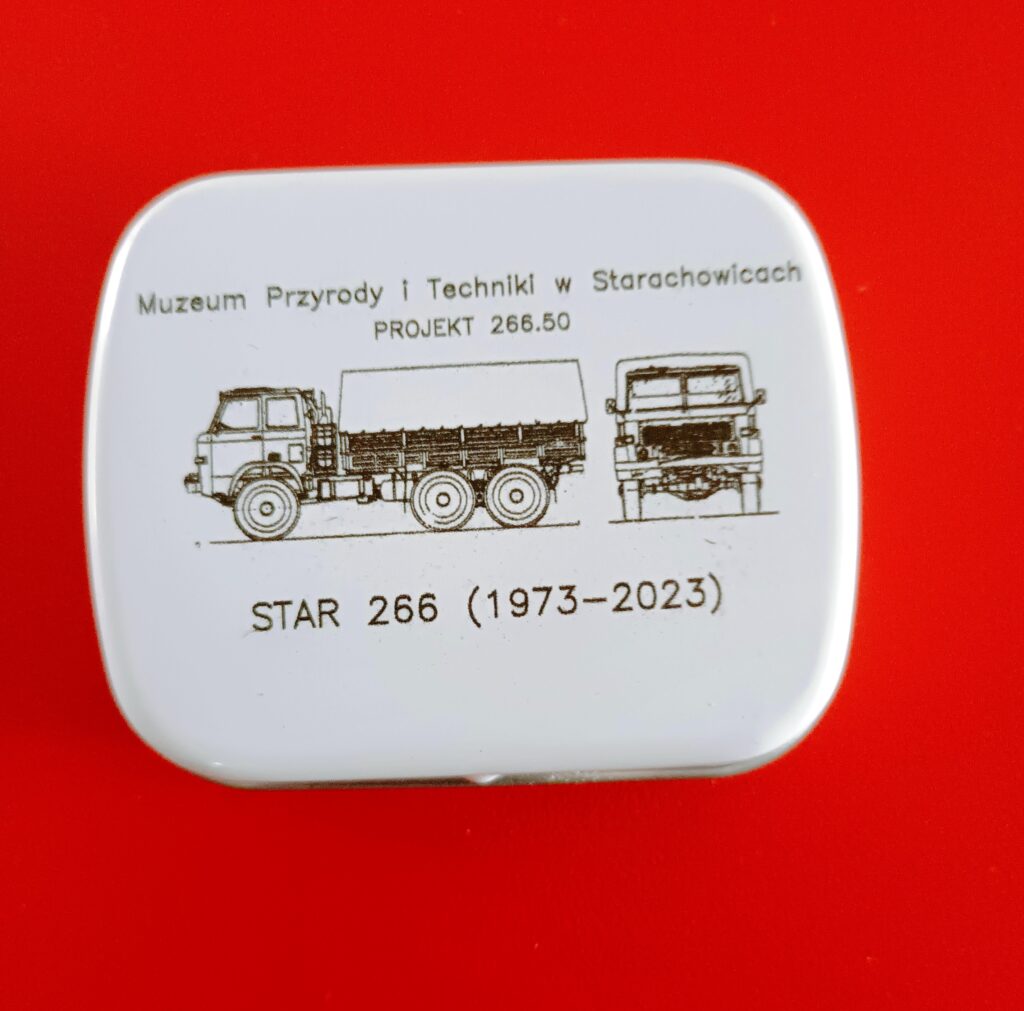 Muzeum Przyrody i Techniki w Starachowicach
PROJEKT 266.50
STAR 266 (1973-2023)